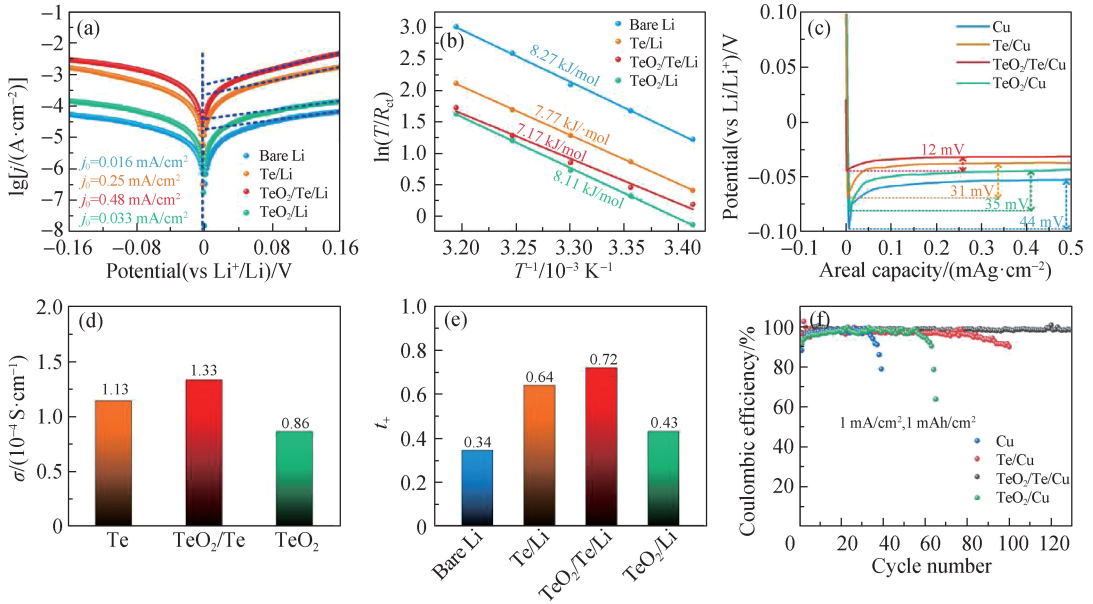 (a)
lg[j/(A·cm⁻²)]
-1
-2
-3
-4
-5
-6
-7
-8
j₀=0.016 mA/cm²
j₀=0.25 mA/cm²
j₀=0.48 mA/cm²
j₀=0.033 mA/cm²
Bare Li
Te/Li
TeO₂/Te/Li
TeO₂/Li
-0.16 -0.08 0 0.08 0.16
Potential(vs Li⁺/Li)/V
(b)
ln(T/R_ct)
3.0
2.5
2.0
1.5
1.0
0.5
0
Bare Li
Te/Li
TeO₂/Te/Li
TeO₂/Li
8.27 kJ/mol
7.77 kJ/·mol
7.17 kJ/mol
8.11 kJ/mol
3.20 3.25 3.30 3.35 3.40
T⁻¹/10⁻³ K⁻¹
(c)
Potential(vs Li/Li⁺)/V
0.10
0.05
0
-0.05
-0.10
Cu
Te/Cu
TeO₂/Te/Cu
TeO₂/Cu
12 mV
31 mV
35 mV
44 mV
0 0.1 0.2 0.3 0.4 0.5
Areal capacity/(mAg·cm⁻²)
(d)
σ/(10⁻⁴ S·cm⁻¹)
2.0
1.5
1.0
0.5
0
1.13
1.33
0.86
Te TeO₂/Te TeO₂
(e)
t₊
1.0
0.8
0.6
0.4
0.2
0
0.34
0.64
0.72
0.43
Bare Li Te/Li TeO₂/Te/Li TeO₂/Li
(f)
Coulombic efficiency/%
100
80
60
40
20
0
1 mA/cm²,1 mAh/cm²
Cu
Te/Cu
TeO₂/Te/Cu
TeO₂/Cu
0 20 40 60 80 100 120
Cycle number